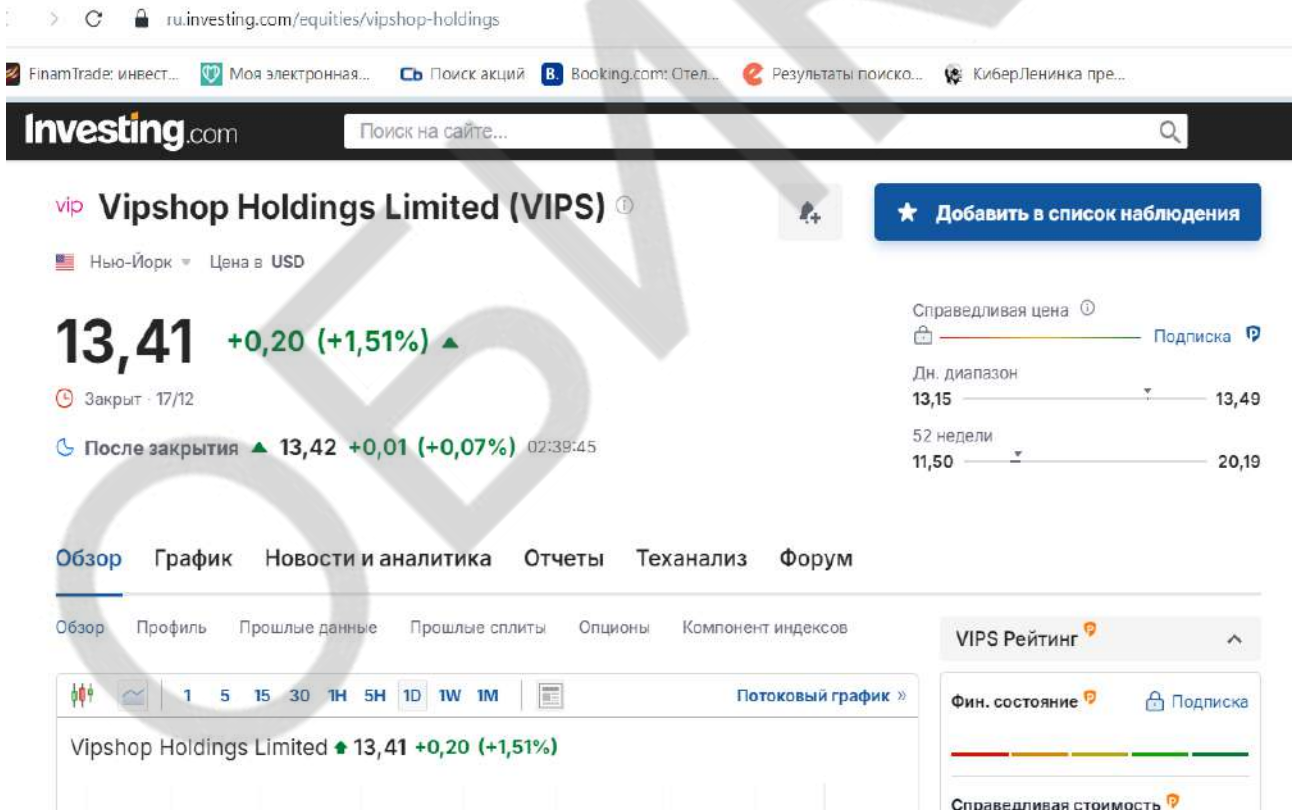 ru.investing.com/equities/vipshop-holdings
FinamTrade: инвест... Моя электронная... Сb Поиск акций B. Booking.com: Отел... Результаты поиско... КиберЛенинка пре...
Investing.com Поиск на сайте...
vip Vipshop Holdings Limited (VIPS)
Добавить в список наблюдения
Нью-Йорк Цена в USD
13,41 +0,20 (+1,51%)
Закрыт · 17/12
После закрытия 13,42 +0,01 (+0,07%) 02:39:45
Справедливая цена
Подписка
Дн. диапазон
13,15 13,49
52 недели
11,50 20,19
Обзор График Новости и аналитика Отчеты Теханализ Форум
Обзор Профиль Прошлые данные Прошлые сплиты Опционы Компонент индексов
1 5 15 30 1H 5H 1D 1W 1M Потоковый график »
Vipshop Holdings Limited 13,41 +0,20 (+1,51%)
VIPS Рейтинг
Фин. состояние Подписка
Справедливая стоимость